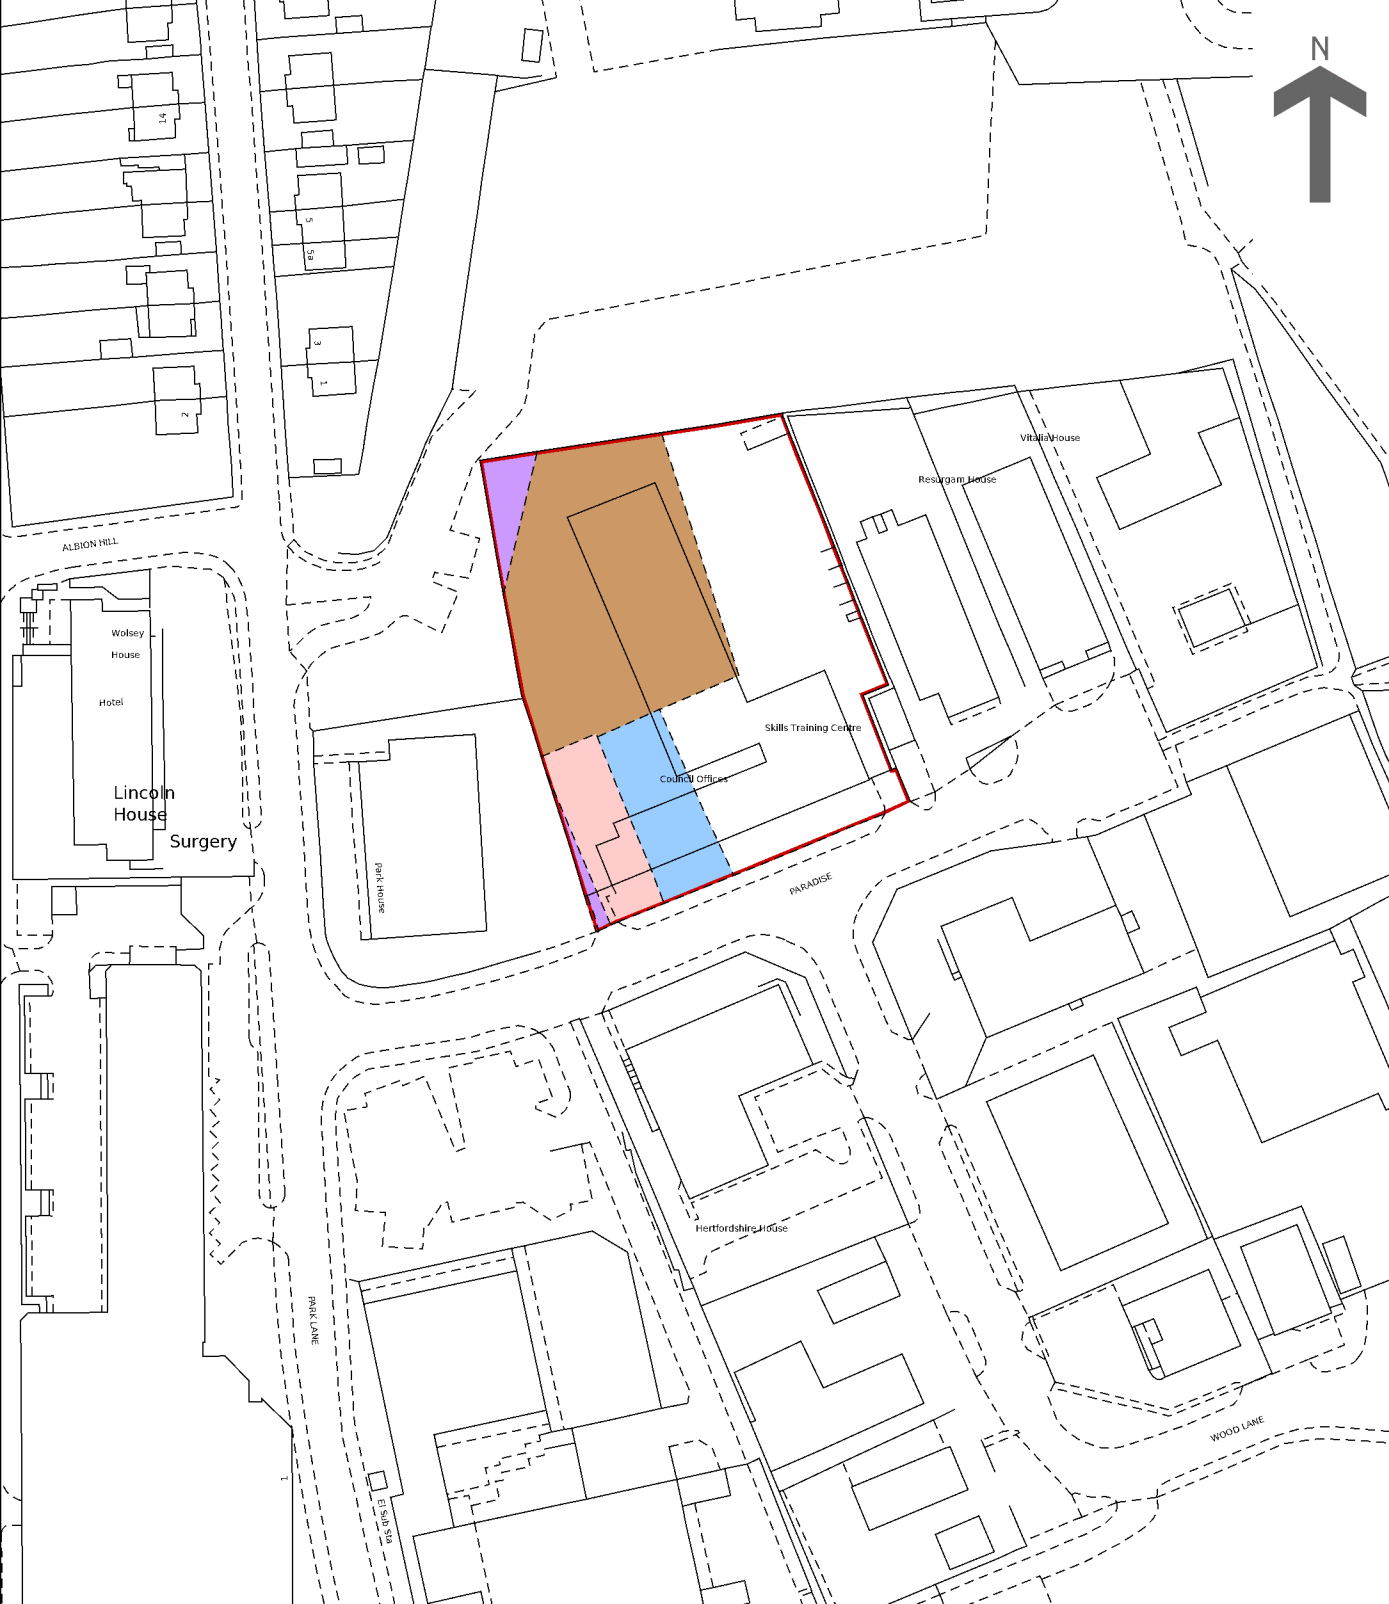 N
14
5
5a
3
1
2
Vitalia House
Resurgam House
ALBION HILL
Wolsey
House
Hotel
Skills Training Centre
Council Offices
Lincoln
House
Surgery
Park House
PARADISE
Hertfordshire House
PARK LANE
WOOD LANE
1
El Sub Sta